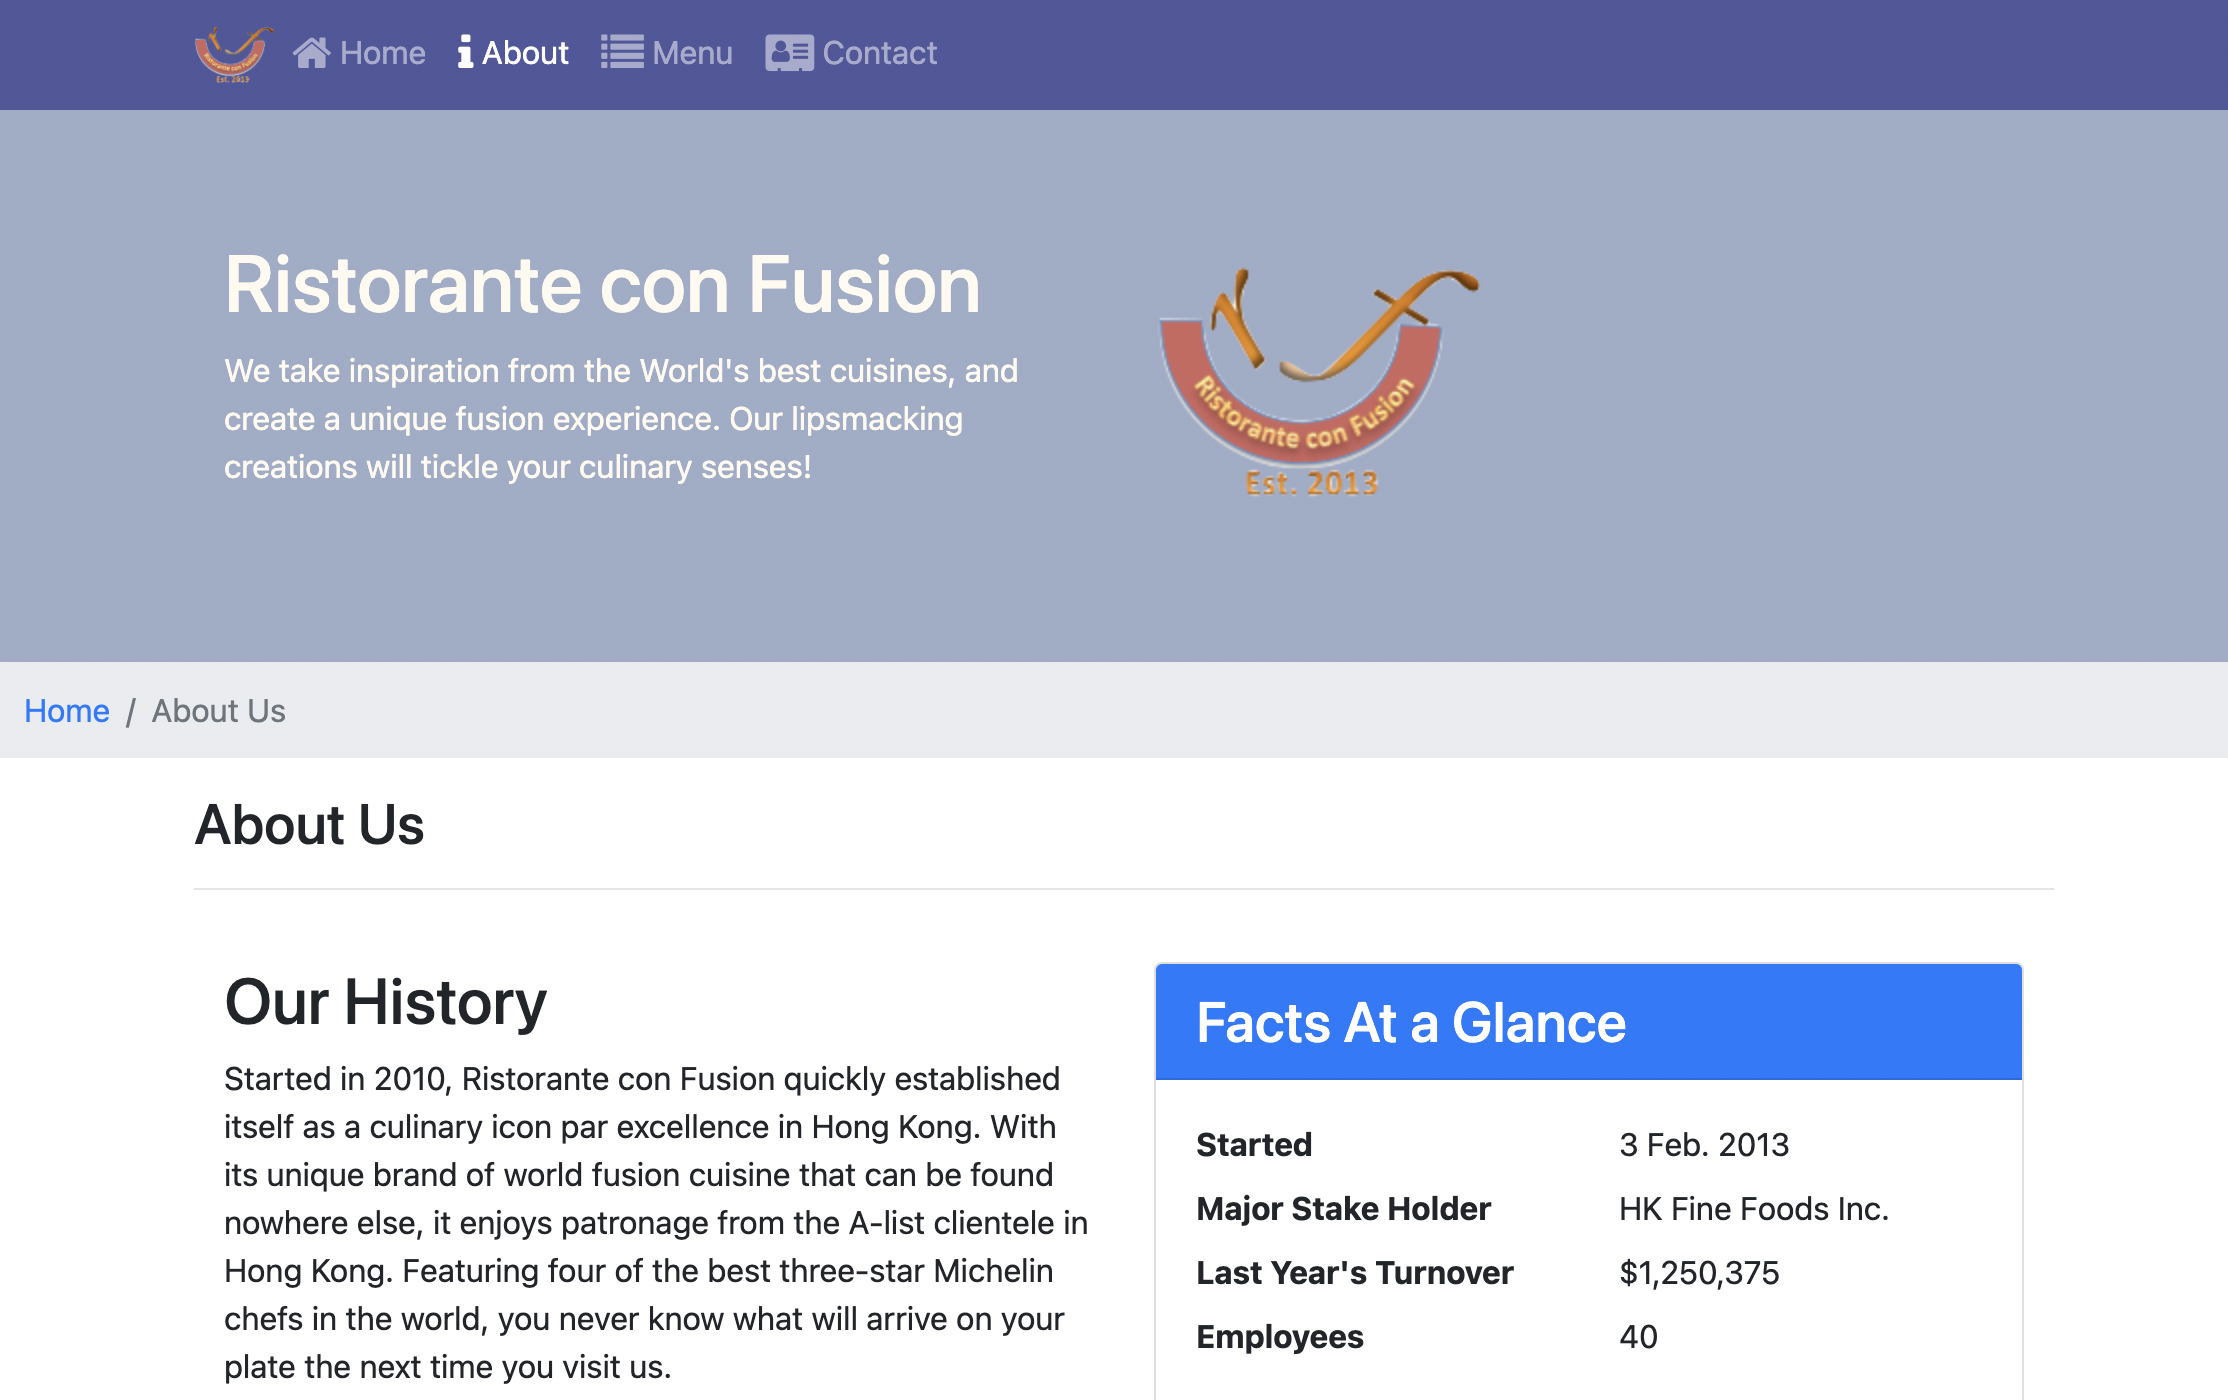 Ristorante con Fusion
Est. 2013
Home About Menu Contact
Ristorante con Fusion
We take inspiration from the World's best cuisines, and
create a unique fusion experience. Our lipsmacking
creations will tickle your culinary senses!
Ristorante con Fusion
Est. 2013
Home / About Us
About Us
Our History
Started in 2010, Ristorante con Fusion quickly established
itself as a culinary icon par excellence in Hong Kong. With
its unique brand of world fusion cuisine that can be found
nowhere else, it enjoys patronage from the A-list clientele in
Hong Kong. Featuring four of the best three-star Michelin
chefs in the world, you never know what will arrive on your
plate the next time you visit us.
Facts At a Glance
Started 3 Feb. 2013
Major Stake Holder HK Fine Foods Inc.
Last Year's Turnover $1,250,375
Employees 40